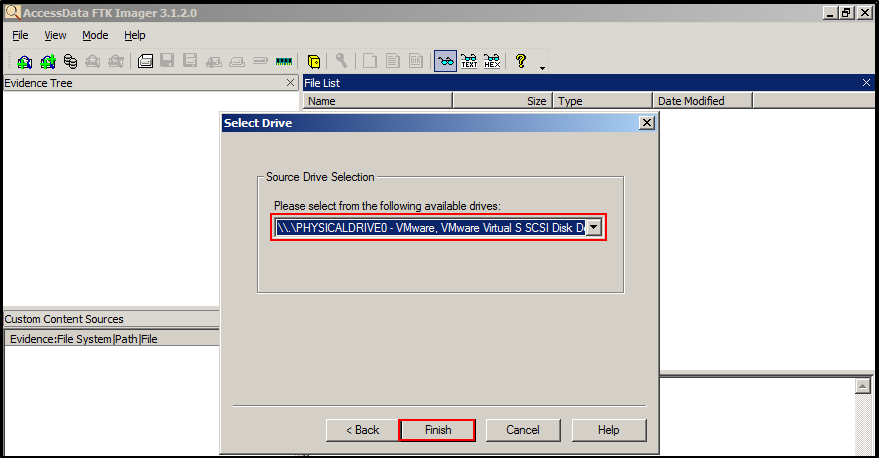 AccessData FTK Imager 3.1.2.0
File View Mode Help
TEXT HEX ?
Evidence Tree
File List
Name Size Type Date Modified
Select Drive
Source Drive Selection
Please select from the following available drives:
\\.\PHYSICALDRIVE0 - VMware, VMware Virtual S SCSI Disk De
Custom Content Sources
Evidence:File System|Path|File
< Back Finish Cancel Help